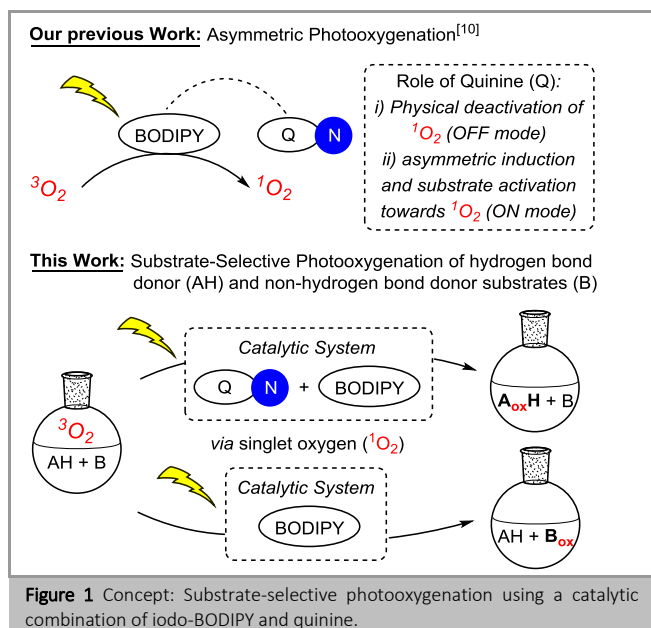 Our previous Work: Asymmetric Photooxygenation[10]
BODIPY
Q
N
3O2
1O2
Role of Quinine (Q):
i) Physical deactivation of
1O2 (OFF mode)
ii) asymmetric induction
and substrate activation
towards 1O2 (ON mode)
This Work: Substrate-Selective Photooxygenation of hydrogen bond
donor (AH) and non-hydrogen bond donor substrates (B)
Catalytic System
Q
N
+
BODIPY
AoxH + B
3O2
AH + B
via singlet oxygen (1O2)
Catalytic System
BODIPY
AH + Box
Figure 1 Concept: Substrate-selective photooxygenation using a catalytic
combination of iodo-BODIPY and quinine.